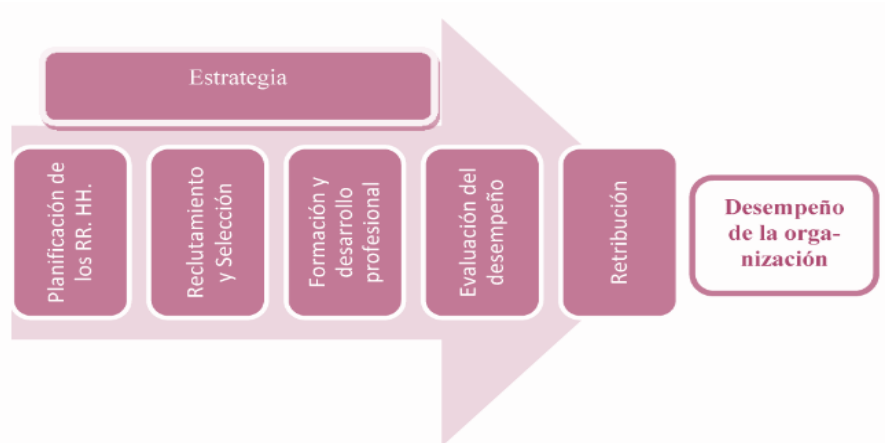 Estrategia
Planificación de
los RR. HH.
Reclutamiento
y Selección
Formación y
desarrollo
profesional
Evaluación del
desempeño
Retribución
Desempeño
de la orga-
nización